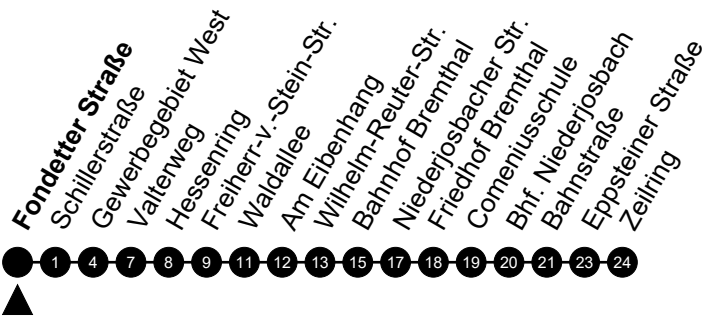 Fondetter Straße
Schillerstraße
Gewerbegebiet West
Valterweg
Hessenring
Freiherr-v.-Stein-Str.
Waldallee
Am Eibenhang
Wilhelm-Reuter-Str.
Bahnhof Bremthal
Niederjosbacher Str.
Friedhof Bremthal
Comeniusschule
Bhf. Niederjosbach
Bahnstraße
Eppsteiner Straße
Zeilring
1 4 7 8 9 11 12 13 15 17 18 19 20 21 23 24